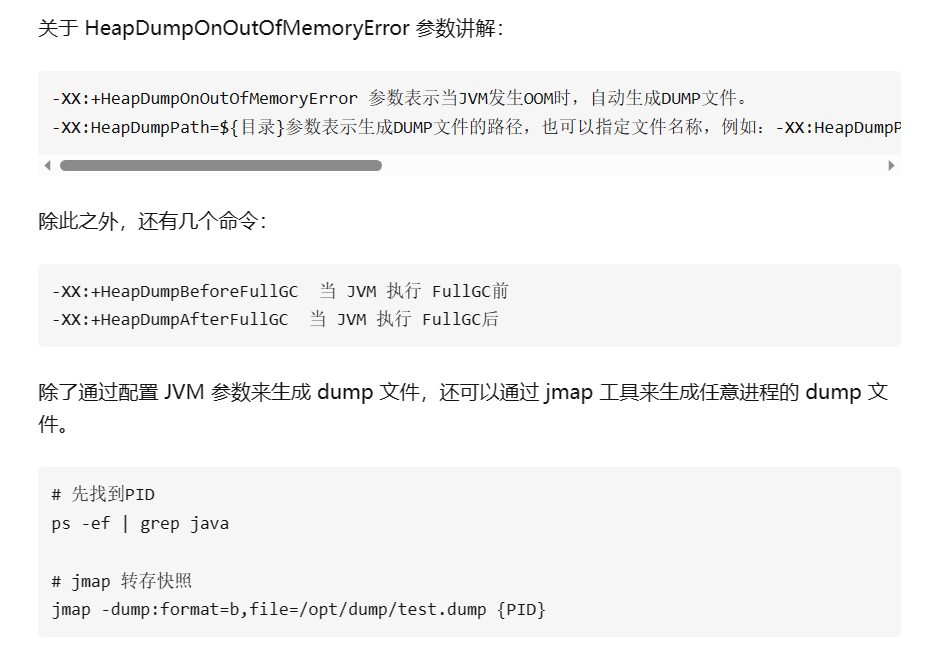 关于 HeapDumpOnOutOfMemoryError 参数讲解：
-XX:+HeapDumpOnOutOfMemoryError 参数表示当JVM发生OOM时，自动生成DUMP文件。
-XX:HeapDumpPath=${目录}参数表示生成DUMP文件的路径，也可以指定文件名称，例如：-XX:HeapDumpP
除此之外，还有几个命令：
-XX:+HeapDumpBeforeFullGC  当 JVM 执行 FullGC前
-XX:+HeapDumpAfterFullGC  当 JVM 执行 FullGC后
除了通过配置 JVM 参数来生成 dump 文件，还可以通过 jmap 工具来生成任意进程的 dump 文
件。
# 先找到PID
ps -ef | grep java
# jmap 转存快照
jmap -dump:format=b,file=/opt/dump/test.dump {PID}